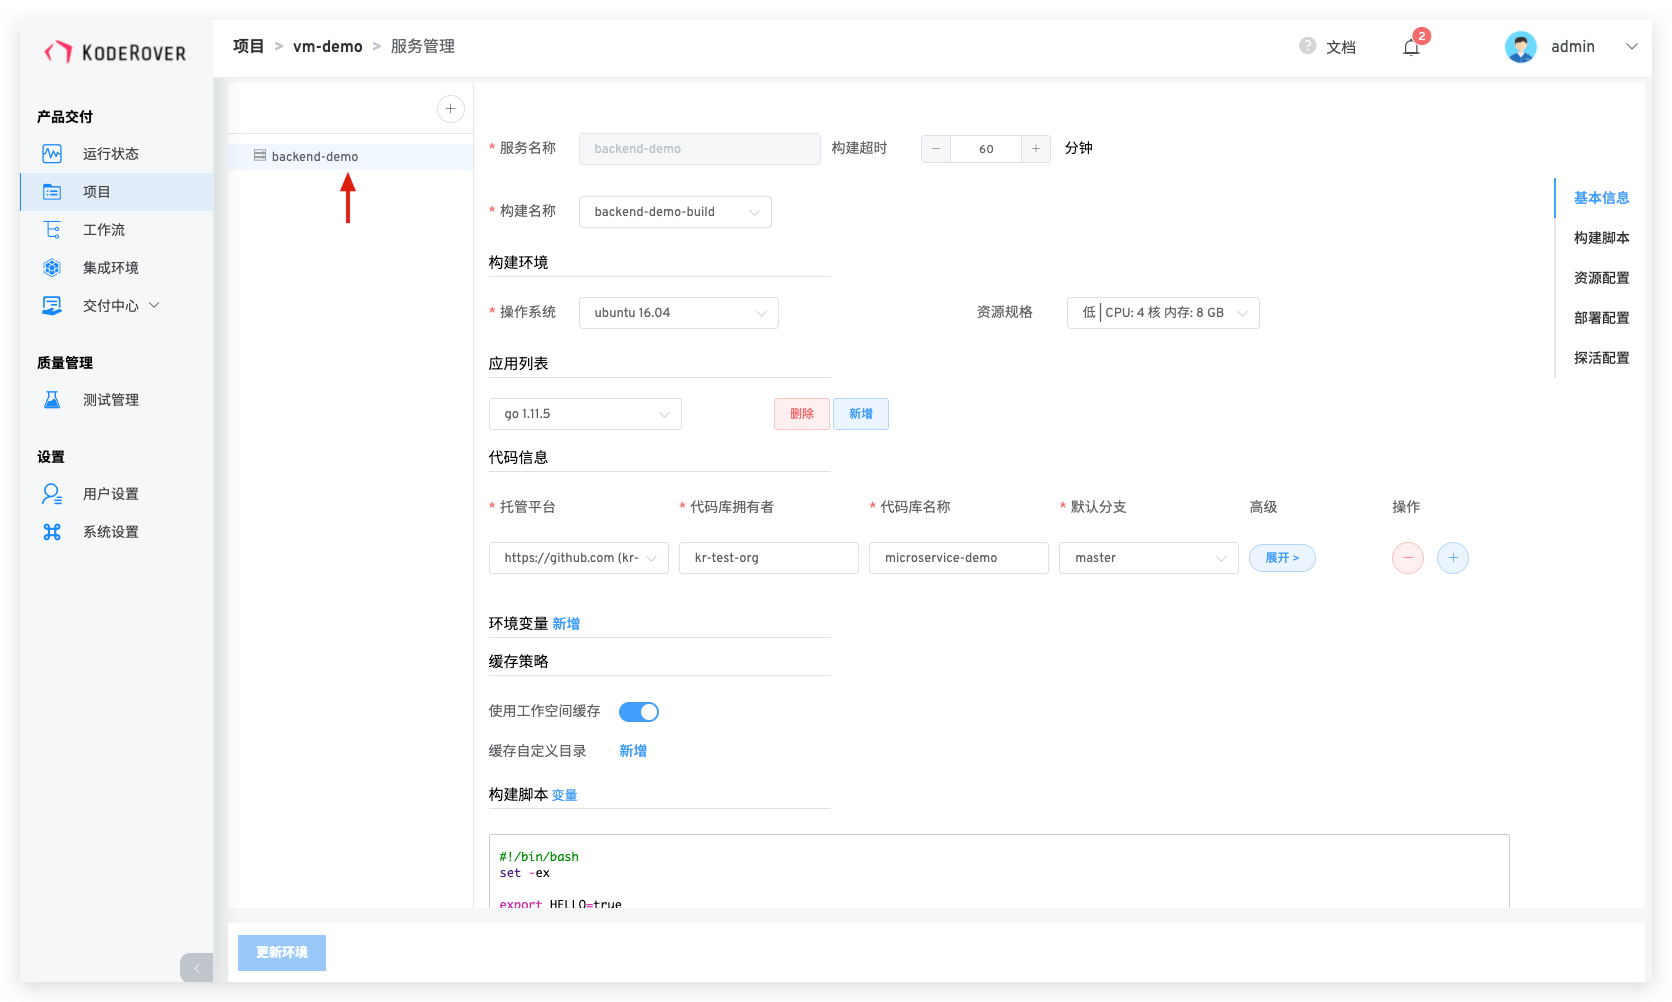 KODEROVER
项目 > vm-demo > 服务管理
? 文档
2
admin
产品交付
运行状态
项目
工作流
集成环境
交付中心
质量管理
测试管理
设置
用户设置
系统设置
backend-demo
* 服务名称 backend-demo 构建超时 − 60 + 分钟
* 构建名称 backend-demo-build
构建环境
* 操作系统 ubuntu 16.04 资源规格 低 | CPU: 4 核 内存: 8 GB
应用列表
go 1.11.5 删除 新增
代码信息
* 托管平台 * 代码库拥有者 * 代码库名称 * 默认分支 高级 操作
https://github.com (kr- kr-test-org microservice-demo master 展开 >
环境变量 新增
缓存策略
使用工作空间缓存
缓存自定义目录 新增
构建脚本 变量
#!/bin/bash
set -ex
export HELLO=true
基本信息
构建脚本
资源配置
部署配置
探活配置
更新环境